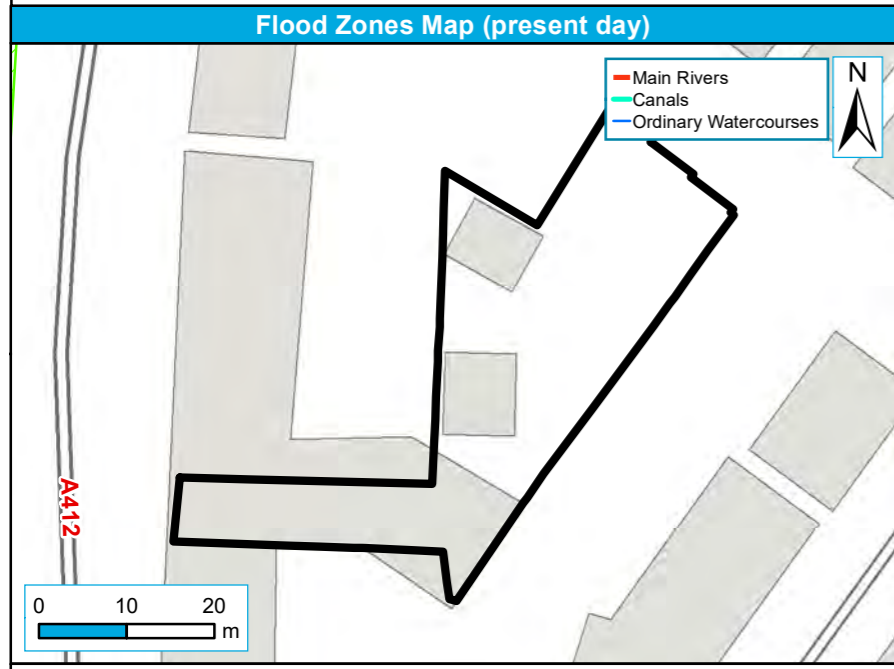 Flood Zones Map (present day)
Main Rivers
Canals
Ordinary Watercourses
N
A412
0 10 20
m